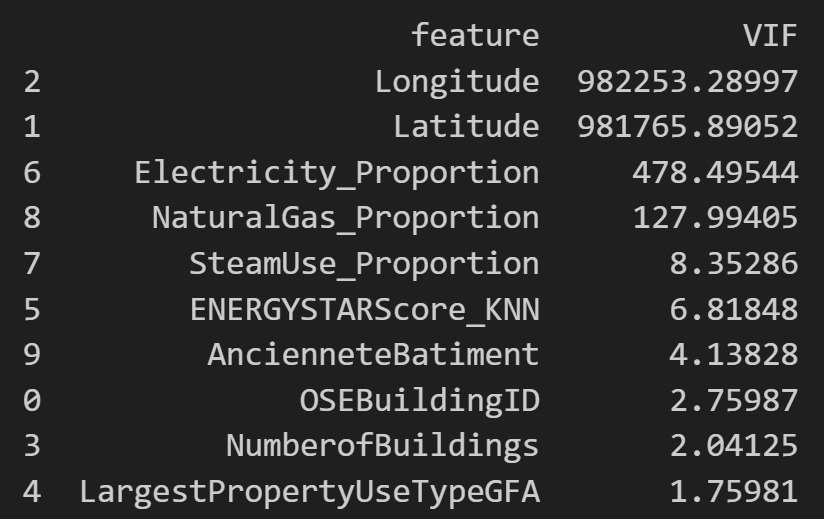 feature VIF
2 Longitude 982253.28997
1 Latitude 981765.89052
6 Electricity_Proportion 478.49544
8 NaturalGas_Proportion 127.99405
7 SteamUse_Proportion 8.35286
5 ENERGYSTARScore_KNN 6.81848
9 AncienneteBatiment 4.13828
0 OSEBuildingID 2.75987
3 NumberofBuildings 2.04125
4 LargestPropertyUseTypeGFA 1.75981